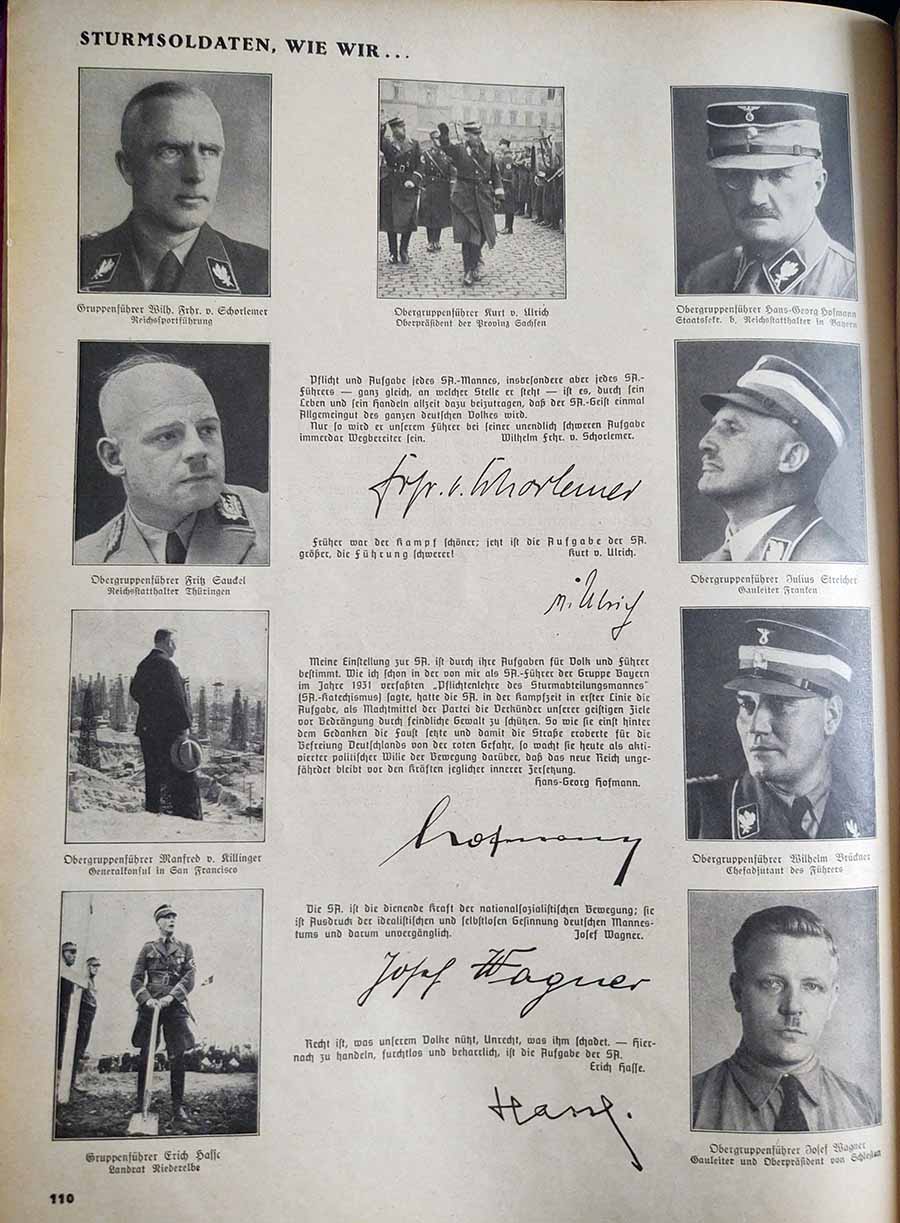 STURMSOLDATEN, WIE WIR...
Gruppenführer Wilh. Frhr. v. Schorlemer
Reichssportführung
Obergruppenführer Kurt v. Ulrich
Oberpräsident der Provinz Sachsen
Obergruppenführer Hans-Georg Hofmann
Staatssekr. b. Reichsstatthalter in Bayern
Pflicht und Aufgabe jedes SA.-Mannes, insbesondere aber jedes SA.-
Führers — ganz gleich, an welcher Stelle er steht — ist es, durch sein
Leben und sein Handeln allzeit dazu beizutragen, daß der SA.-Geist einmal
Allgemeingut des ganzen deutschen Volkes wird.
Nur so wird er unserem Führer bei seiner unendlich schweren Aufgabe
immerdar Wegbereiter sein. Wilhelm Frhr. v. Schorlemer.
Frhr. v. Schorlemer
Obergruppenführer Fritz Sauckel
Reichsstatthalter Thüringen
Früher war der Kampf schöner; jetzt ist die Aufgabe der SA.
größer, die Führung schwerer! Kurt v. Ulrich.
v. Ulrich
Obergruppenführer Julius Streicher
Gauleiter Franken
Meine Einstellung zur SA. ist durch ihre Aufgaben für Volk und Führer
bestimmt. Wie ich schon in der von mir als SA.-Führer der Gruppe Bayern
im Jahre 1931 verfaßten „Pflichtenlehre des Sturmabteilungsmannes"
(SA.-Katechismus) sagte, hatte die SA. in der Kampfzeit in erster Linie die
Aufgabe, als Machtmittel der Partei die Verkünder unserer geistigen Ziele
vor Bedrängung durch feindliche Gewalt zu schützen. So wie sie einst hinter
dem Gedanken die Faust setzte und damit die Straße eroberte für die
Befreiung Deutschlands von der roten Gefahr, so wacht sie heute als akti-
vierter politischer Wille der Bewegung darüber, daß das neue Reich unge-
fährdet bleibt vor den Kräften jeglicher innerer Zersetzung.
Hans-Georg Hofmann.
Hofmann
Obergruppenführer Manfred v. Killinger
Generalkonsul in San Francisco
Obergruppenführer Wilhelm Brückner
Chefadjutant des Führers
Die SA. ist die dienende Kraft der nationalsozialistischen Bewegung; sie
ist Ausdruck der idealistischen und selbstlosen Gesinnung deutschen Mannes-
tums und darum unvergänglich. Josef Wagner.
Josef Wagner
Recht ist, was unserem Volke nützt, Unrecht, was ihm schadet. — Hier-
nach zu handeln, furchtlos und beharrlich, ist die Aufgabe der SA.
Erich Hasse.
Hasse.
Gruppenführer Erich Hasse
Landrat Niederelbe
Obergruppenführer Josef Wagner
Gauleiter und Oberpräsident von Schlesien
110